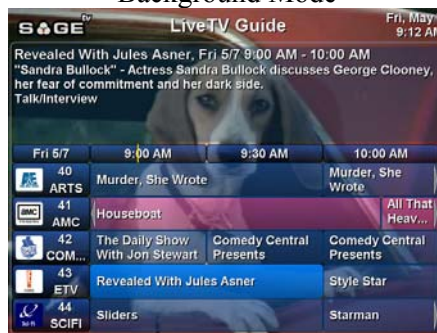 Background Mode
SAGE tv
LiveTV Guide
Fri, May
9:12 A
Revealed With Jules Asner, Fri 5/7 9:00 AM - 10:00 AM
"Sandra Bullock" - Actress Sandra Bullock discusses George Clooney,
her fear of commitment and her dark side.
Talk/Interview
Fri 5/7 9:00 AM 9:30 AM 10:00 AM
40
ARTS
Murder, She Wrote
Murder, She
Wrote
AMC
41
AMC
Houseboat
All That
Heav...
42
COM...
The Daily Show
With Jon Stewart
Comedy Central
Presents
Comedy Central
Presents
43
ETV
Revealed With Jules Asner
Style Star
44
SCIFI
Sliders
Starman